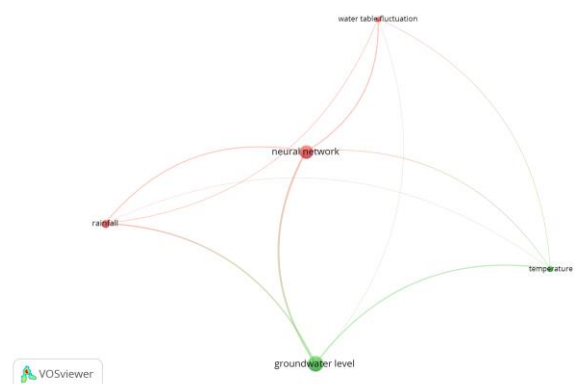 water table fluctuation
neural network
rainfall
temperature
groundwater level
VOSviewer